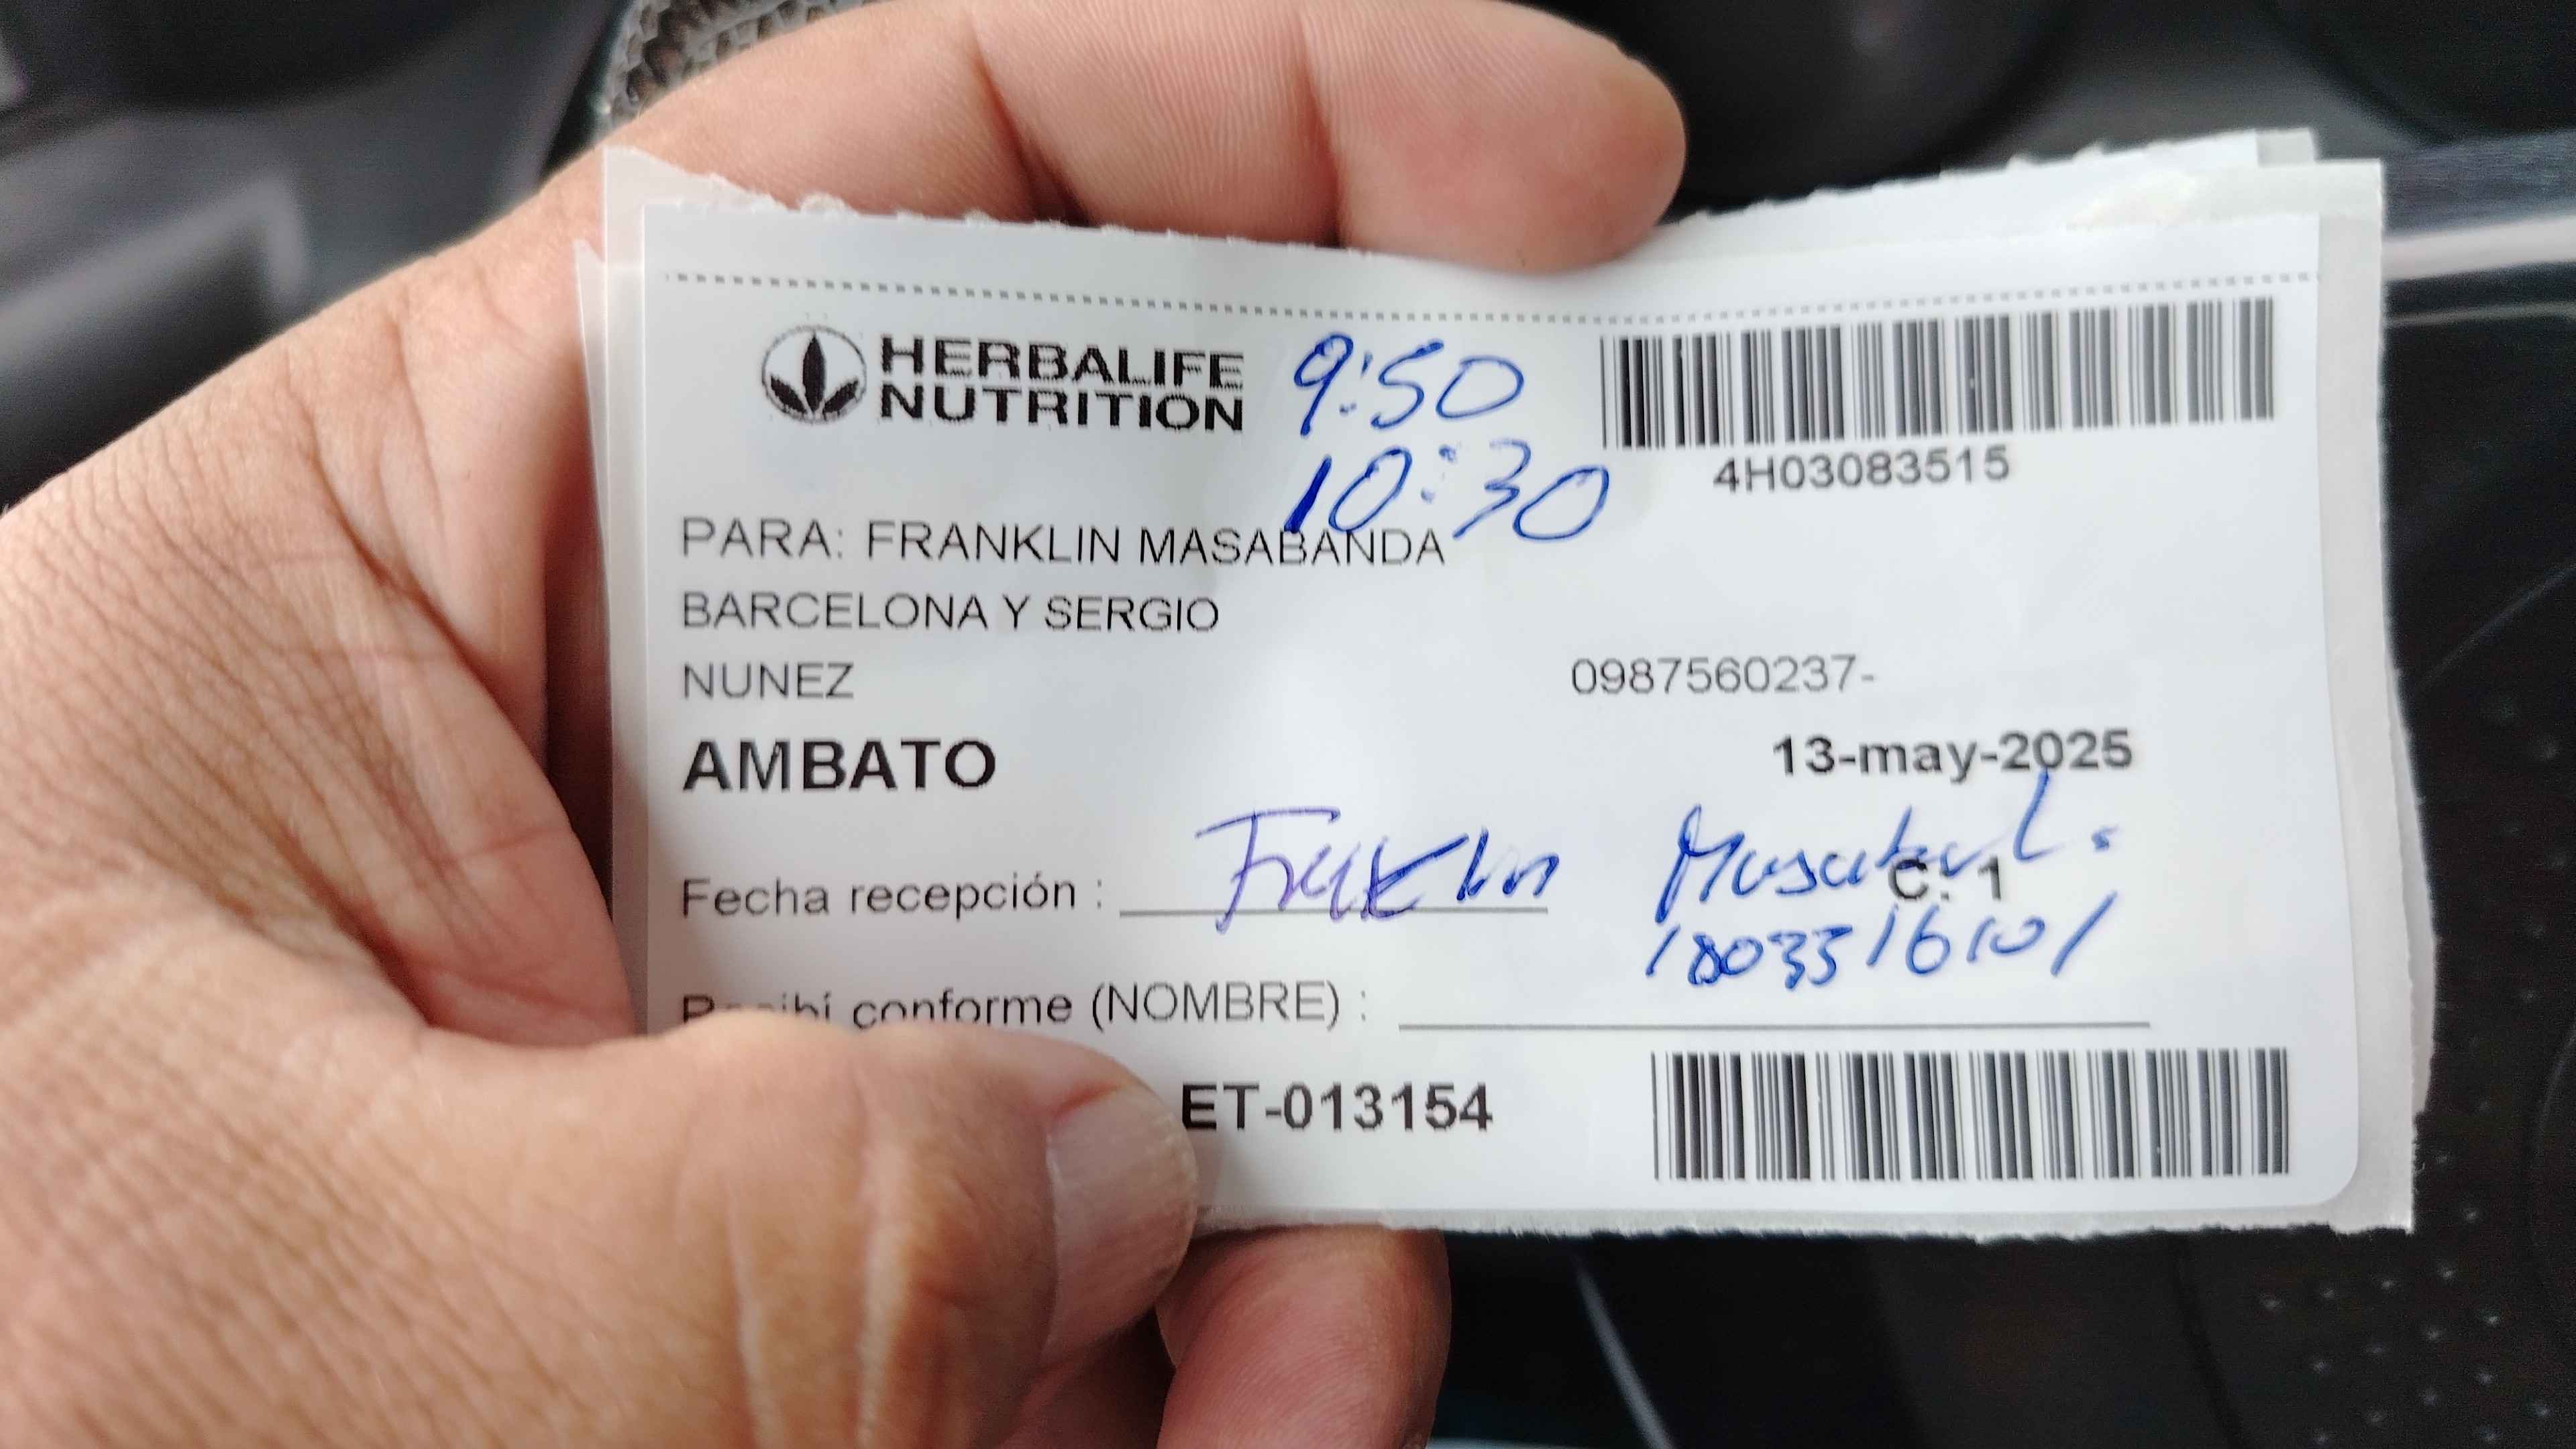 HERBALIFE
NUTRITION
9:50
10:30
4H03083515
PARA: FRANKLIN MASABANDA
BARCELONA Y SERGIO
NUNEZ
0987560237-
AMBATO
13-may-2025
Fecha recepción : Franklin
C. 1
conforme (NOMBRE) :
ET-013154